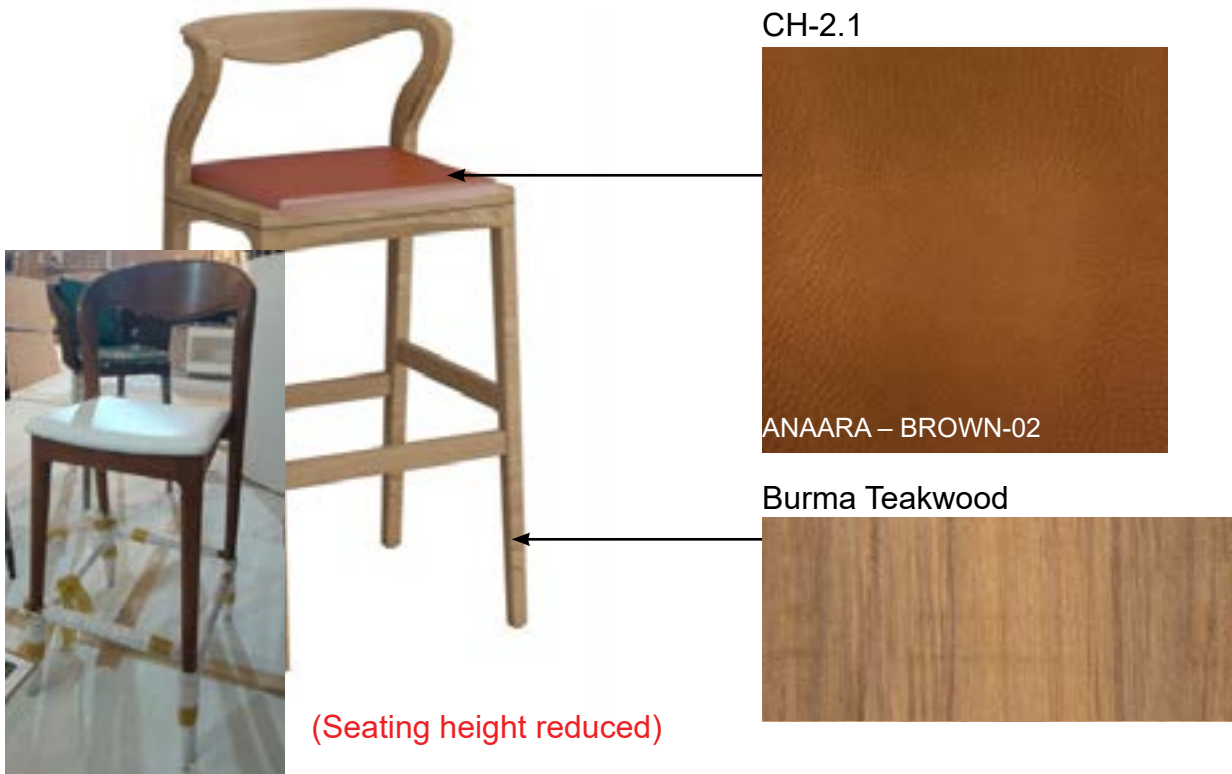 CH-2.1
ANAARA – BROWN-02
Burma Teakwood
(Seating height reduced)